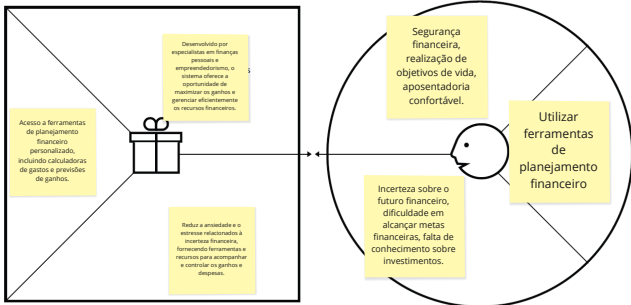 Desenvolvido por
especialistas em finanças
pessoais e
empreendedorismo, o
sistema oferece a
oportunidade de
maximizar os ganhos e
gerenciar eficientemente
os recursos financeiros.
Acesso a ferramentas
de planejamento
financeiro
personalizado,
incluindo calculadoras
de gastos e previsões
de ganhos.
Reduz a ansiedade e o
estresse relacionados à
incerteza financeira,
fornecendo ferramentas e
recursos para acompanhar
e controlar os ganhos e
despesas.
Segurança
financeira,
realização de
objetivos de vida,
aposentadoria
confortável.
Utilizar
ferramentas
de
planejamento
financeiro
Incerteza sobre o
futuro financeiro,
dificuldade em
alcançar metas
financeiras, falta de
conhecimento sobre
investimentos.